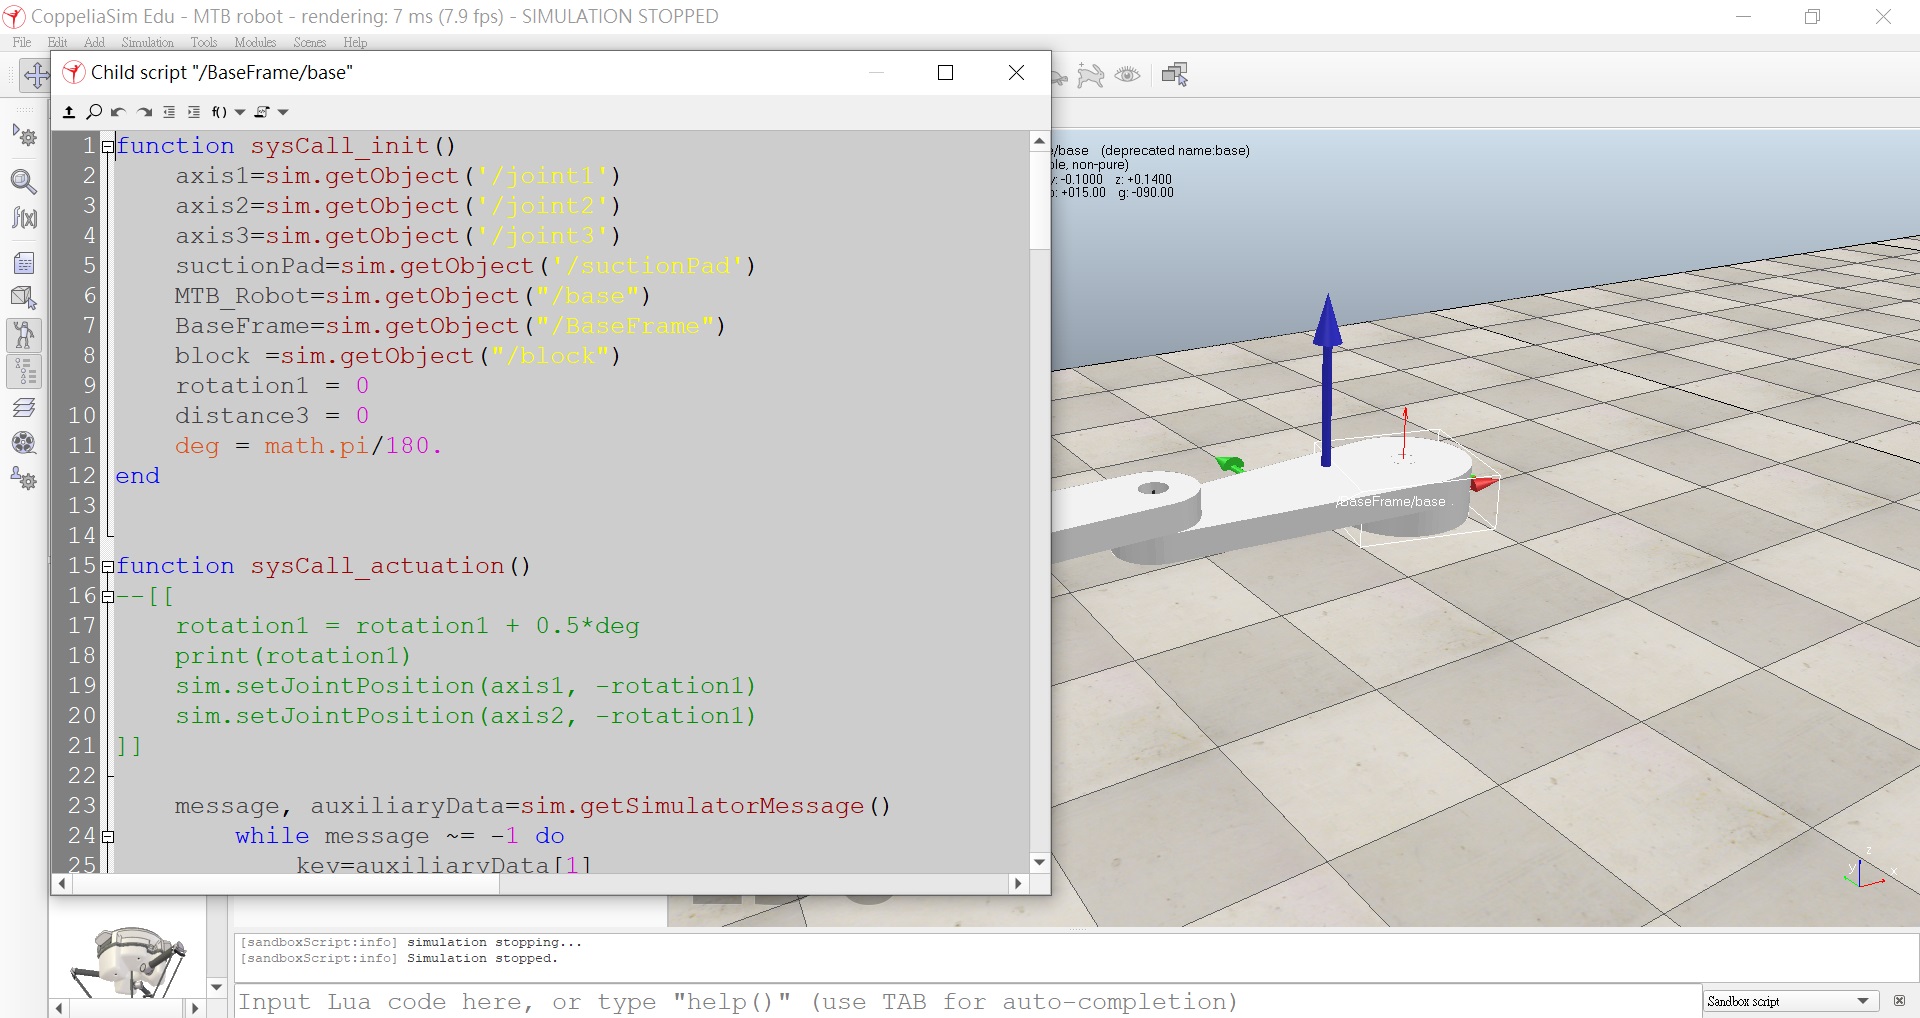 CoppeliaSim Edu - MTB robot - rendering: 7 ms (7.9 fps) - SIMULATION STOPPED
File Edit Add Simulation Tools Modules Scenes Help
Child script "/BaseFrame/base"
f()
1 function sysCall_init()
2 axis1=sim.getObject('/joint1')
3 axis2=sim.getObject('/joint2')
4 axis3=sim.getObject('/joint3')
5 suctionPad=sim.getObject('/suctionPad')
6 MTB_Robot=sim.getObject("/base")
7 BaseFrame=sim.getObject("/BaseFrame")
8 block =sim.getObject("/block")
9 rotation1 = 0
10 distance3 = 0
11 deg = math.pi/180.
12 end
13
14
15 function sysCall_actuation()
16 --[[
17 rotation1 = rotation1 + 0.5*deg
18 print(rotation1)
19 sim.setJointPosition(axis1, -rotation1)
20 sim.setJointPosition(axis2, -rotation1)
21 ]]
22
23 message, auxiliaryData=sim.getSimulatorMessage()
24 while message ~= -1 do
25 key=auxiliaryData[1]
f(x)
/base (deprecated name:base)
ble, non-pure)
y: -0.1000 z: +0.1400
b: +015.00 g: -090.00
/BaseFrame/base
z
y
x
[sandboxScript:info] simulation stopping...
[sandboxScript:info] Simulation stopped.
Input Lua code here, or type "help()" (use TAB for auto-completion)
Sandbox script